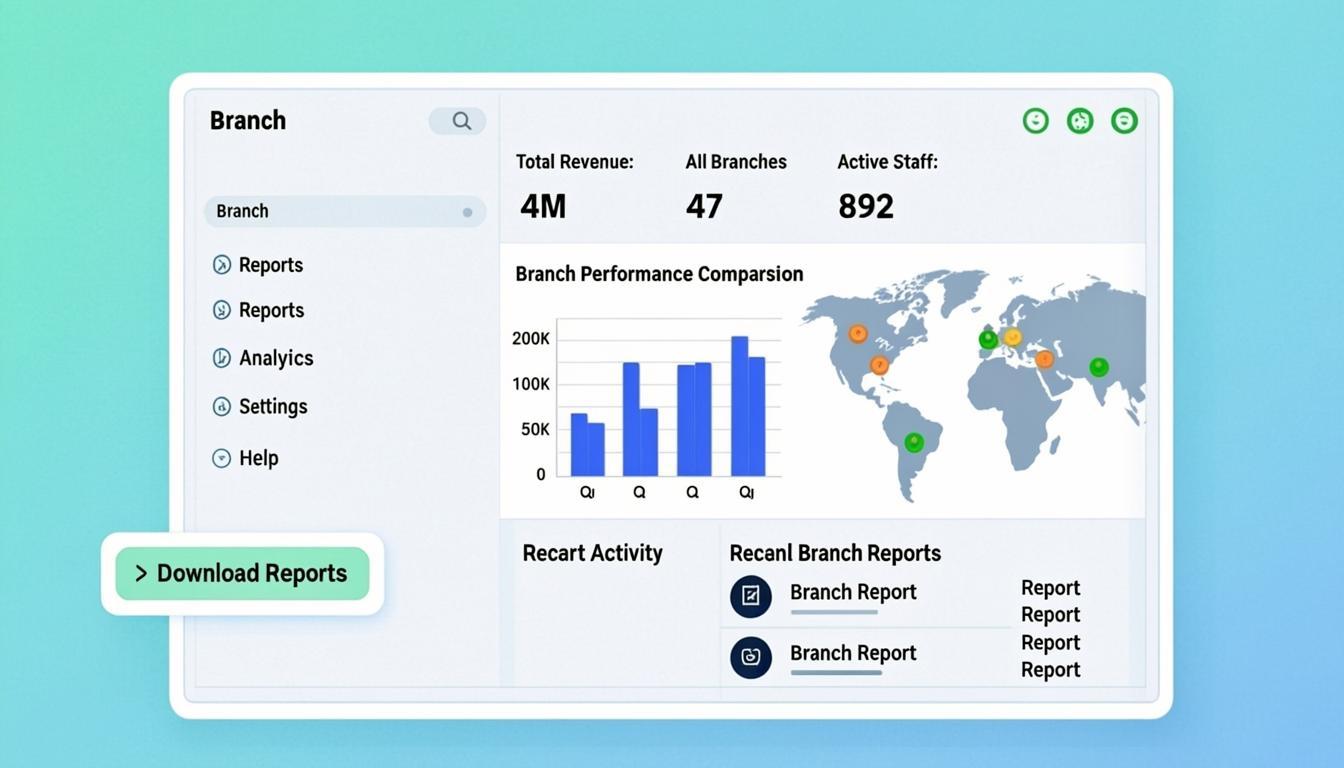 Branch
Branch
Reports
Reports
Analyics
Settings
Help
> Download Reports
Total Revenue:
4M
All Branches
47
Active Staff:
892
Branch Performance Comparsion
200K
100K
50K
0
Q
Q
Recart Activity
Recanl Branch Reports
Branch Report
Branch Report
Report
Report
Report
Report